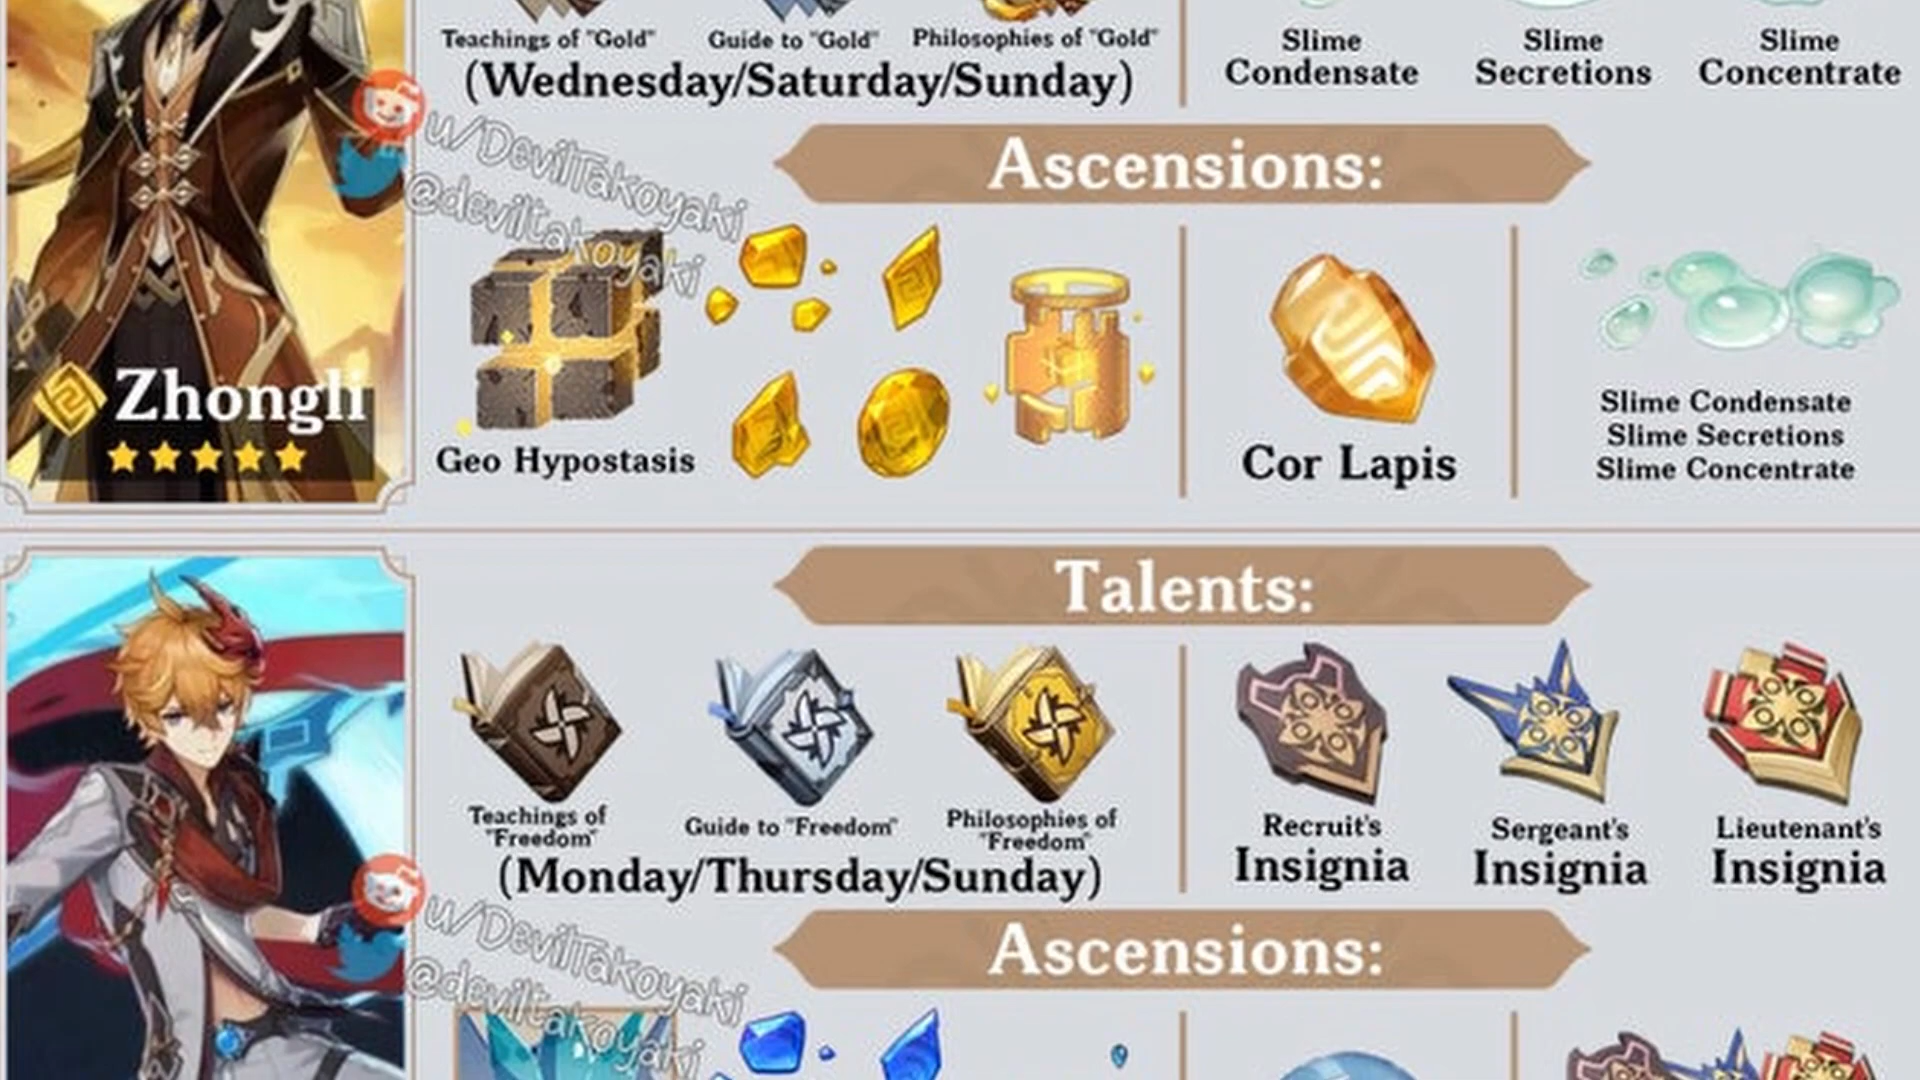 Teachings of "Gold"
Guide to "Gold"
Philosophies of "Gold"
(Wednesday/Saturday/Sunday)
Slime
Condensate
Slime
Secretions
Slime
Concentrate
u/DevilTakoyaki
@deviltakoyaki
Ascensions:
Zhongli
Geo Hypostasis
Cor Lapis
Slime Condensate
Slime Secretions
Slime Concentrate
Talents:
Teachings of
"Freedom"
Guide to "Freedom"
Philosophies of
"Freedom"
(Monday/Thursday/Sunday)
Recruit's
Insignia
Sergeant's
Insignia
Lieutenant's
Insignia
u/DevilTakoyaki
@deviltakoyaki
Ascensions: